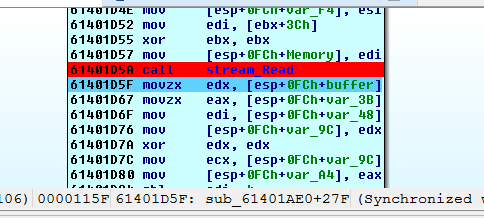 61401D4E mov     [esp+0FCh+var_F4], esi
61401D52 mov     edi, [ebx+3Ch]
61401D55 xor     ebx, ebx
61401D57 mov     [esp+0FCh+Memory], edi
61401D5A call    stream_Read
61401D5F movzx   edx, [esp+0FCh+buffer]
61401D67 movzx   eax, [esp+0FCh+var_3B]
61401D6F mov     edi, [esp+0FCh+var_48]
61401D76 mov     [esp+0FCh+var_9C], edx
61401D7A xor     edx, edx
61401D7C mov     ecx, [esp+0FCh+var_9C]
61401D80 mov     [esp+0FCh+var_A4], eax
106) 0000115F 61401D5F: sub_61401AE0+27F (Synchronized w